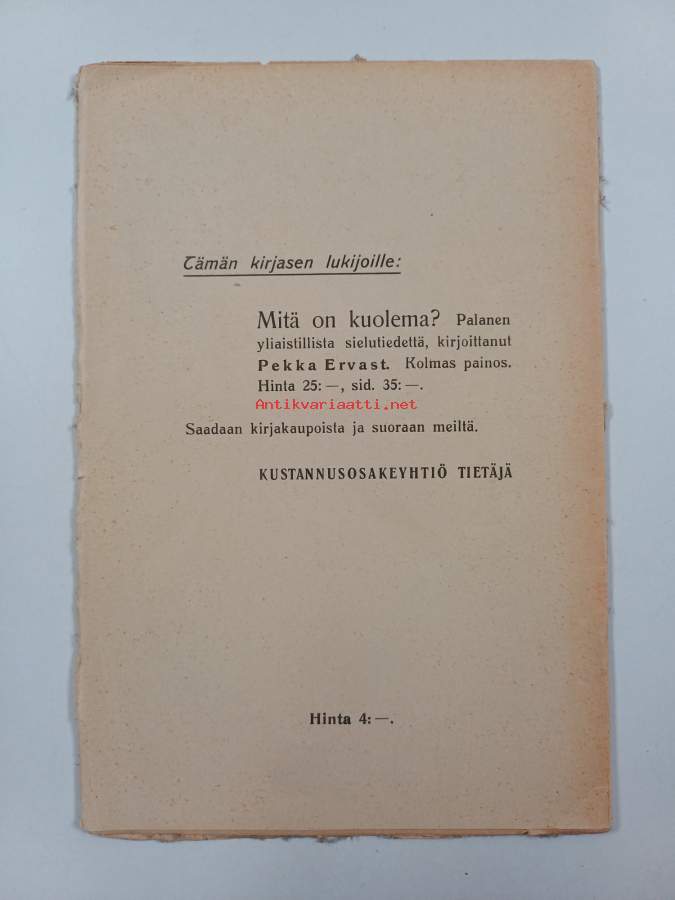 Tämän kirjasen lukijoille:
Mitä on kuolema? Palanen
yliaistillista sielutiedettä, kirjoittanut
Pekka Ervast. Kolmas painos.
Hinta 25:—, sid. 35:—.
Antikvariaatti.net
Saadaan kirjakaupoista ja suoraan meiltä.
KUSTANNUSOSAKEYHTIÖ TIETÄJÄ
Hinta 4:—.